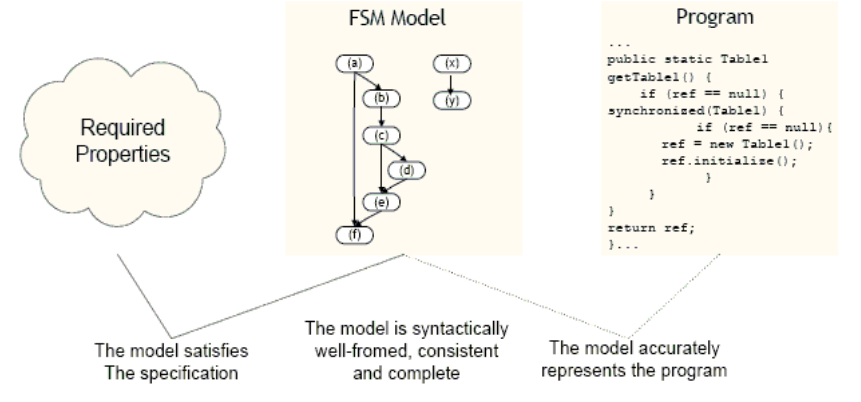 FSM Model
Program
Required
Properties
(a)
(x)
(b)
(y)
(c)
(d)
(e)
(f)
...
public static Table1
getTable1() {
if (ref == null) {
synchronized(Table1) {
if (ref == null){
ref = new Table1();
ref.initialize();
}
}
}
return ref;
}...
The model satisfies
The specification
The model is syntactically
well-fromed, consistent
and complete
The model accurately
represents the program